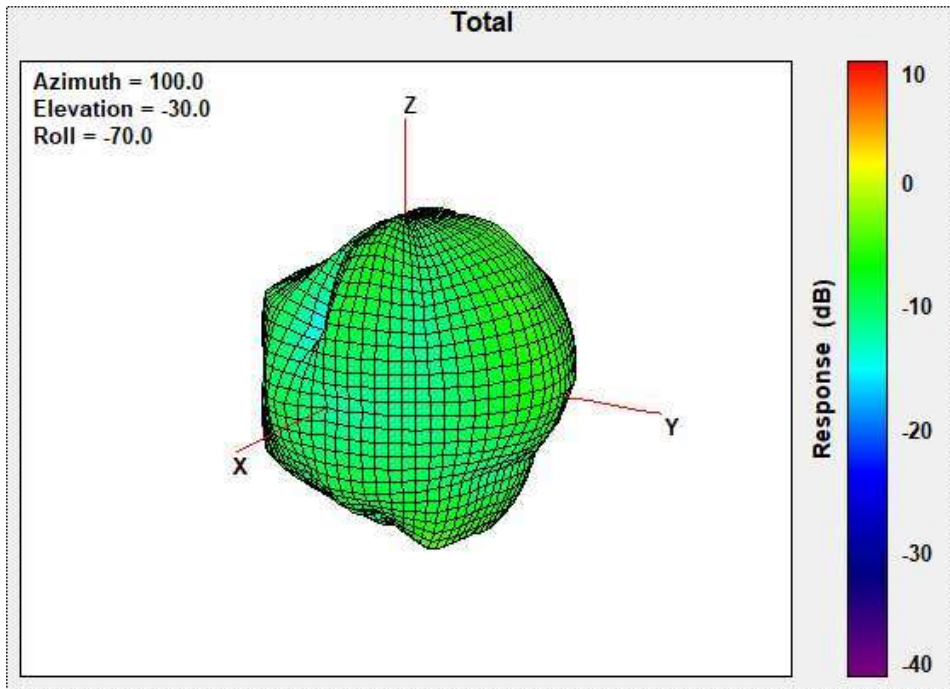 Total
Azimuth = 100.0
Elevation = -30.0
Roll = -70.0
Z
X
Y
10
0
-10
-20
-30
-40
Response (dB)